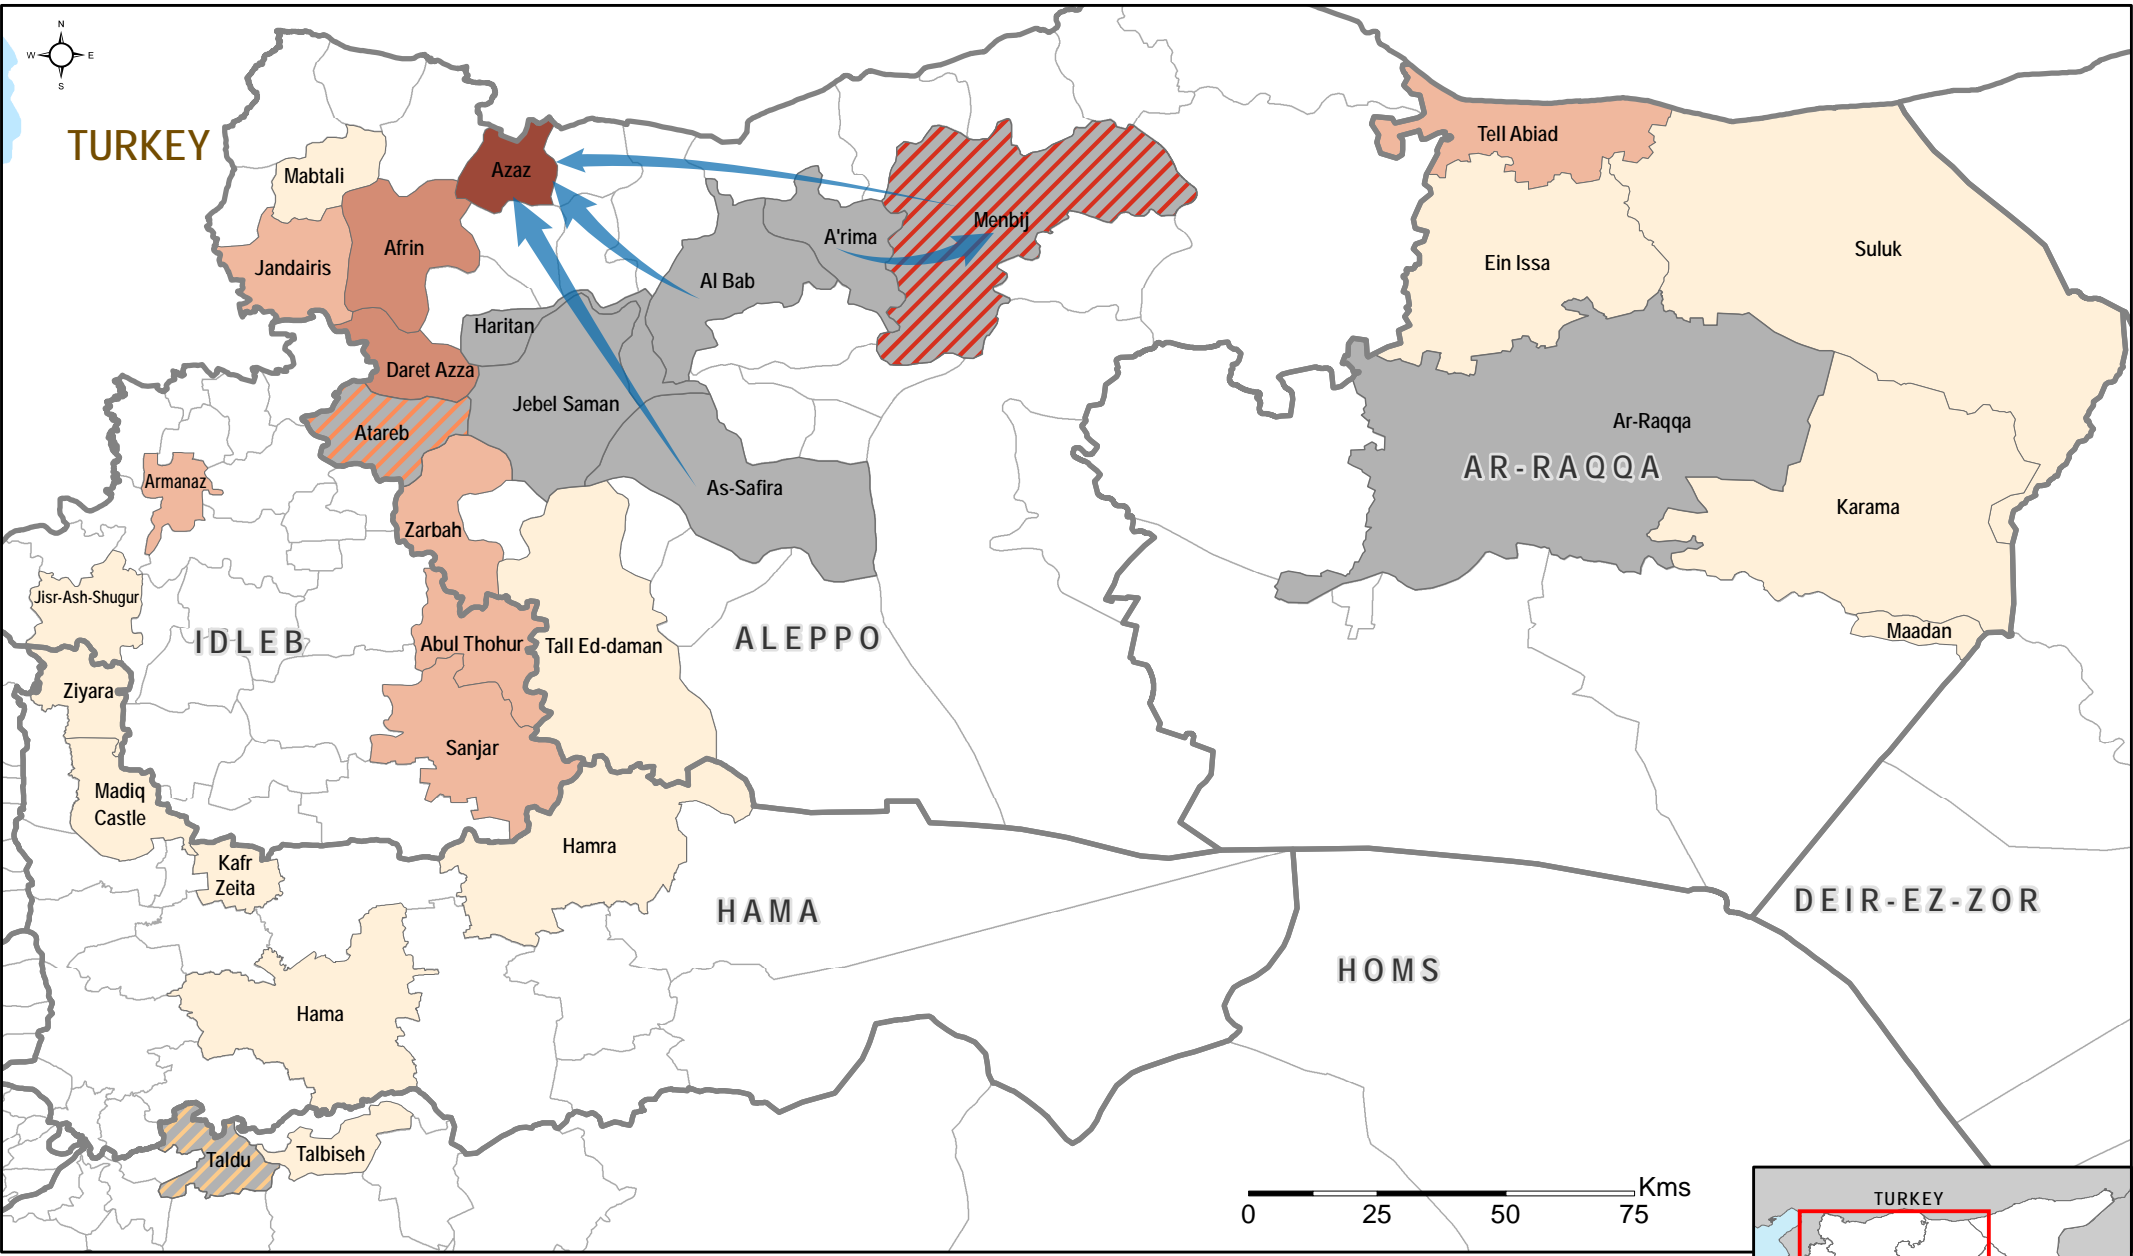 N
W E
S
TURKEY
Mabtali
Azaz
Tell Abiad
Afrin
Jandairis
Menbij
A'rima
Al Bab
Ein Issa
Suluk
Haritan
Daret Azza
Jebel Saman
Atareb
Ar-Raqqa
AR-RAQQA
Armanaz
As-Safira
Zarbah
Karama
Jisr-Ash-Shugur
IDLEB
Abul Thohur
Tall Ed-daman
ALEPPO
Maadan
Ziyara
Sanjar
Madiq
Castle
Hamra
Kafr
Zeita
HAMA
DEIR-EZ-ZOR
HOMS
Hama
Taldu
Talbiseh
Kms
0 25 50 75
TURKEY